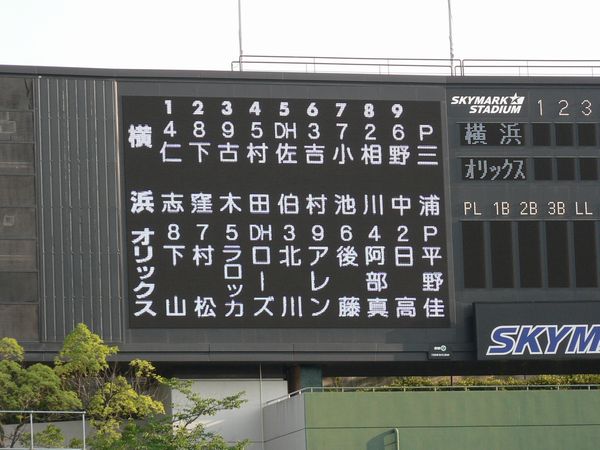 1 2 3 4 5 6 7 8 9
横浜 4 8 9 5 DH 3 7 2 6 P
仁志 下窪 古木 村田 佐伯 吉村 小池 相川 野中 三浦
オリックス 8 7 5 DH 3 9 6 4 2 P
下山 村松 ラロッカ ローズ 北川 アレン 後藤 阿部真 日高 平野佳
SKYMARK STADIUM 1 2 3
横浜
オリックス
PL 1B 2B 3B LL
SKYM